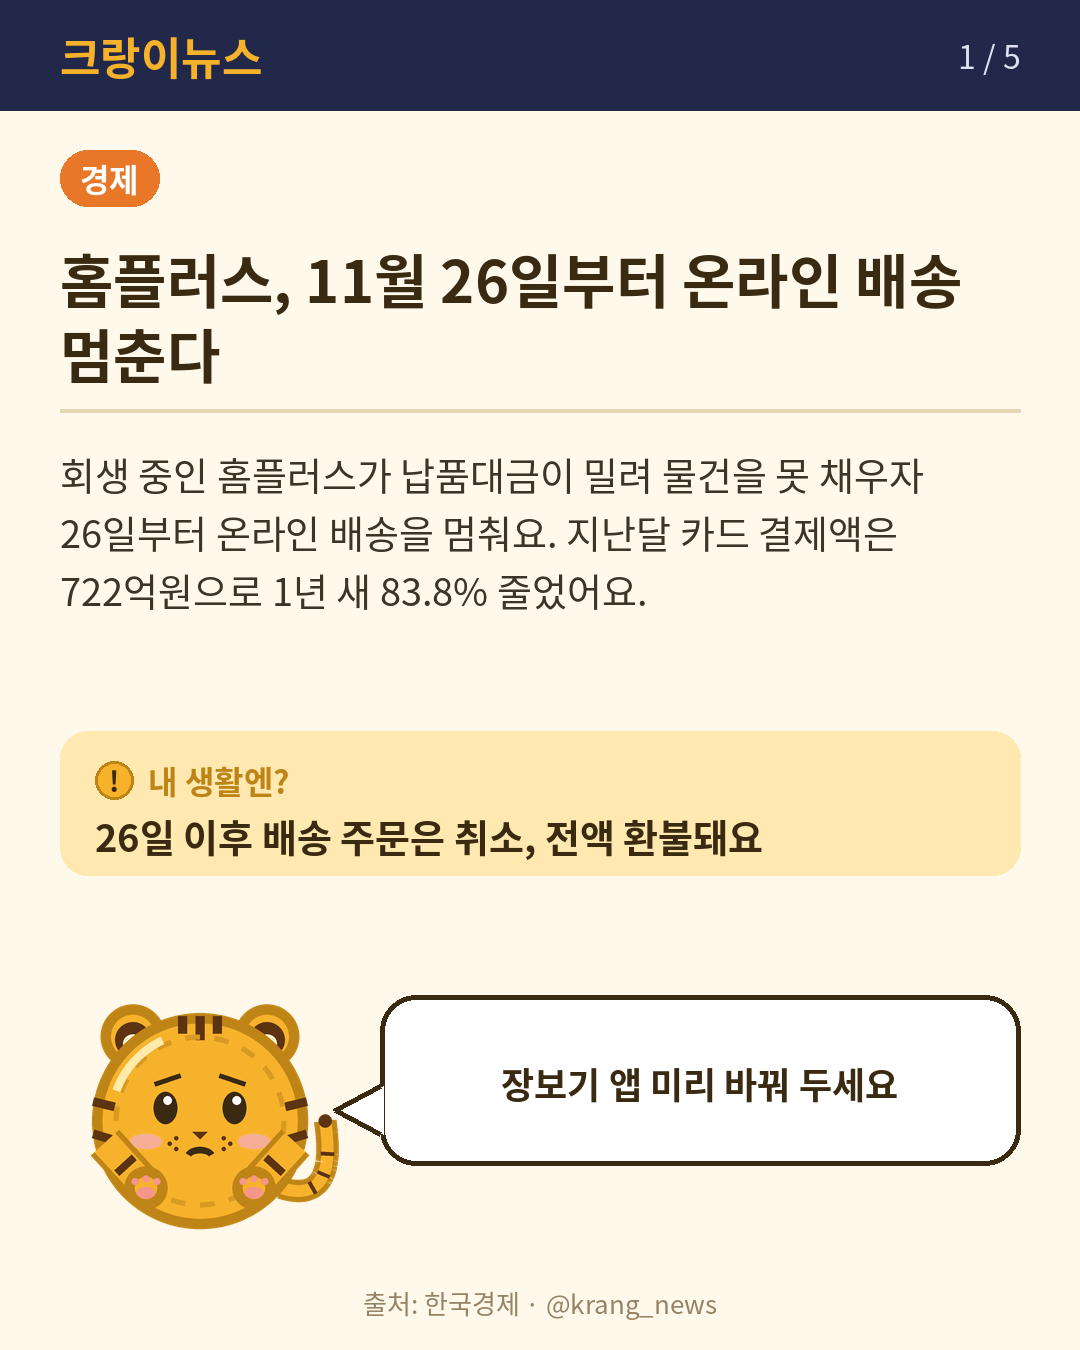 크랑이뉴스
1 / 5
경제
홈플러스, 11월 26일부터 온라인 배송
멈춘다
회생 중인 홈플러스가 납품대금이 밀려 물건을 못 채우자
26일부터 온라인 배송을 멈춰요. 지난달 카드 결제액은
722억원으로 1년 새 83.8% 줄었어요.
! 내 생활엔?
26일 이후 배송 주문은 취소, 전액 환불돼요
장보기 앱 미리 바꿔 두세요
출처: 한국경제 · @krang_news